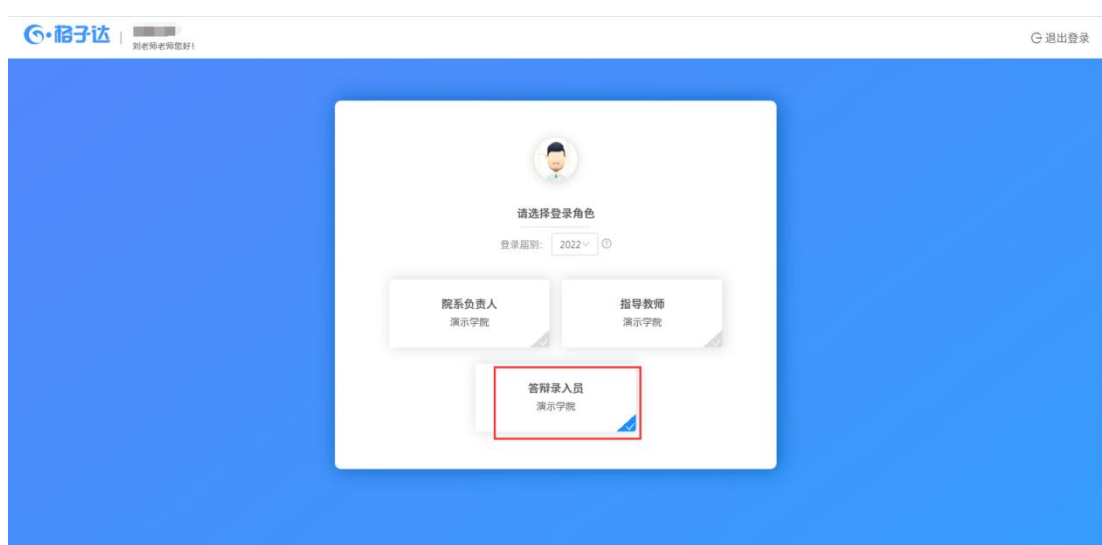 格子达
刘老师老师您好!
退出登录
请选择登录角色
登录届别: 2022
院系负责人
演示学院
指导教师
演示学院
答辩录入员
演示学院